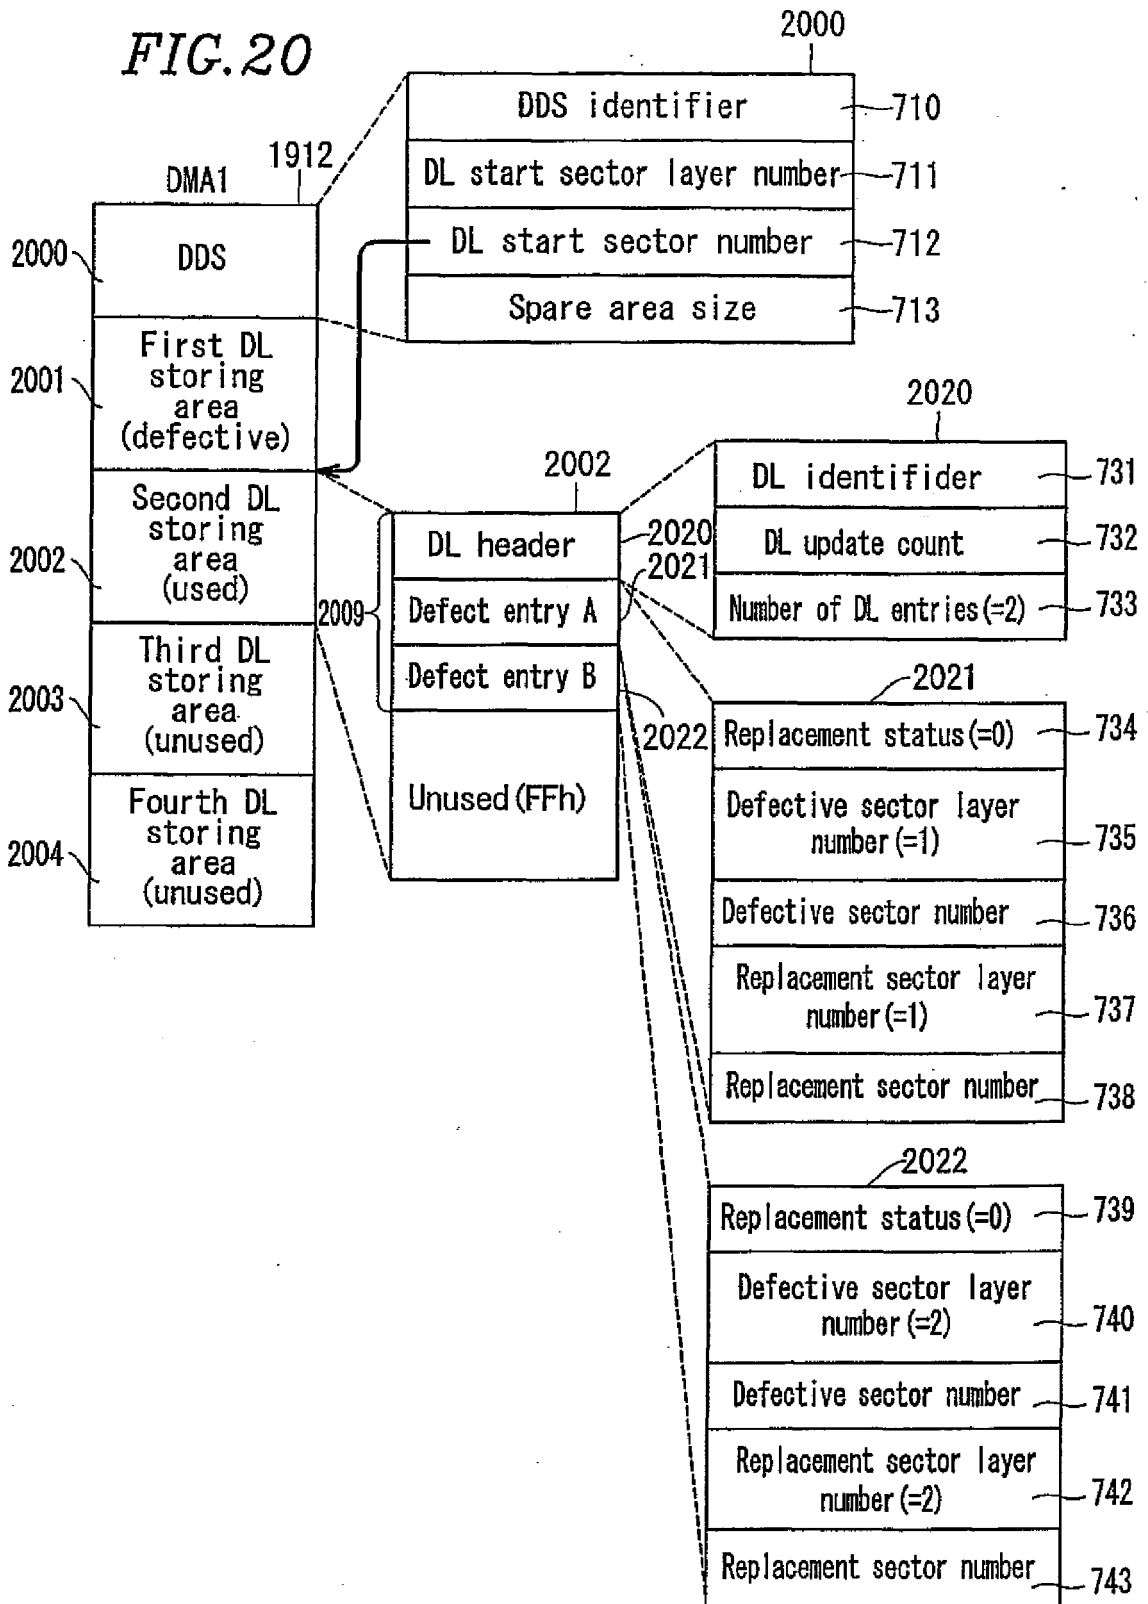 FIG.20
2000
DDS identifier
710
DL start sector layer number
711
DL start sector number
712
Spare area size
713
1912
DMA1
2000
DDS
2001
First DL
storing
area
(defective)
2002
Second DL
storing
area
(used)
2003
Third DL
storing
area
(unused)
2004
Fourth DL
storing
area
(unused)
2002
2009
DL header
2020
2021
Defect entry A
Defect entry B
2022
Unused(FFh)
2020
DL identifider
731
DL update count
732
Number of DL entries(=2)
733
2021
Replacement status(=0)
734
Defective sector layer
number(=1)
735
Defective sector number
736
Replacement sector layer
number(=1)
737
Replacement sector number
738
2022
Replacement status(=0)
739
Defective sector layer
number(=2)
740
Defective sector number
741
Replacement sector layer
number(=2)
742
Replacement sector number
743